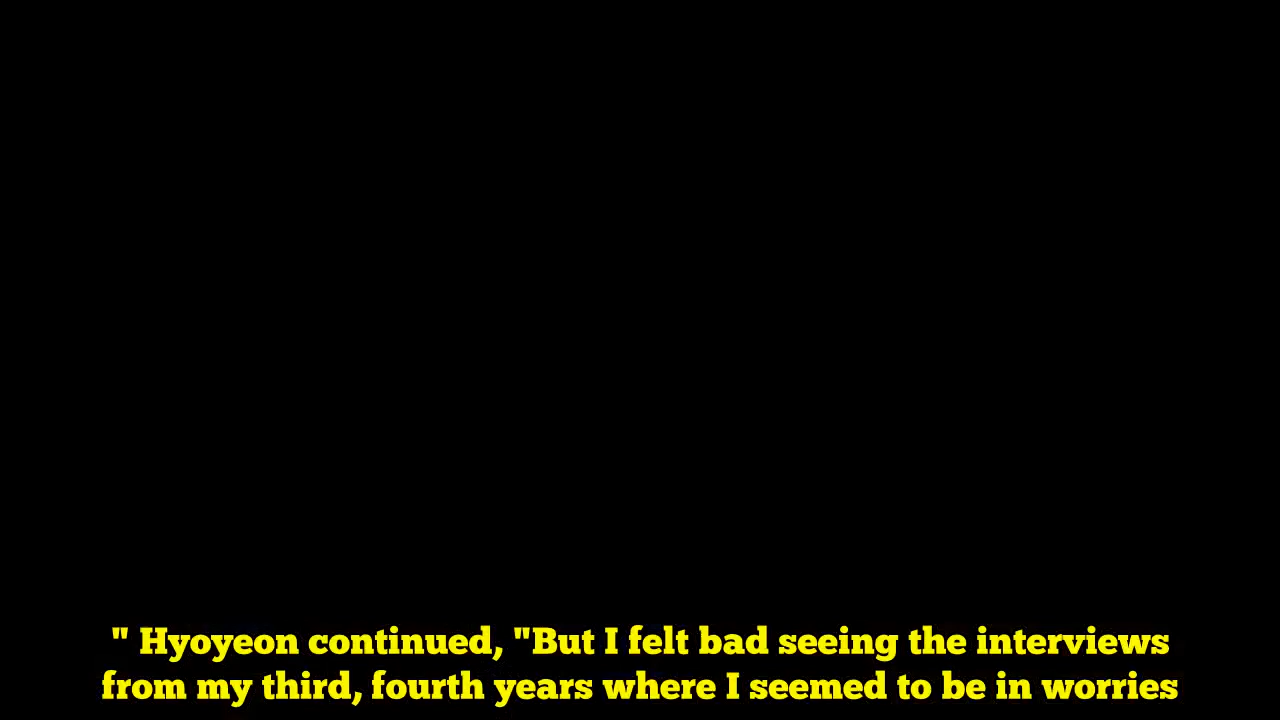 " Hyoyeon continued, "But I felt bad seeing the interviews
from my third, fourth years where I seemed to be in worries